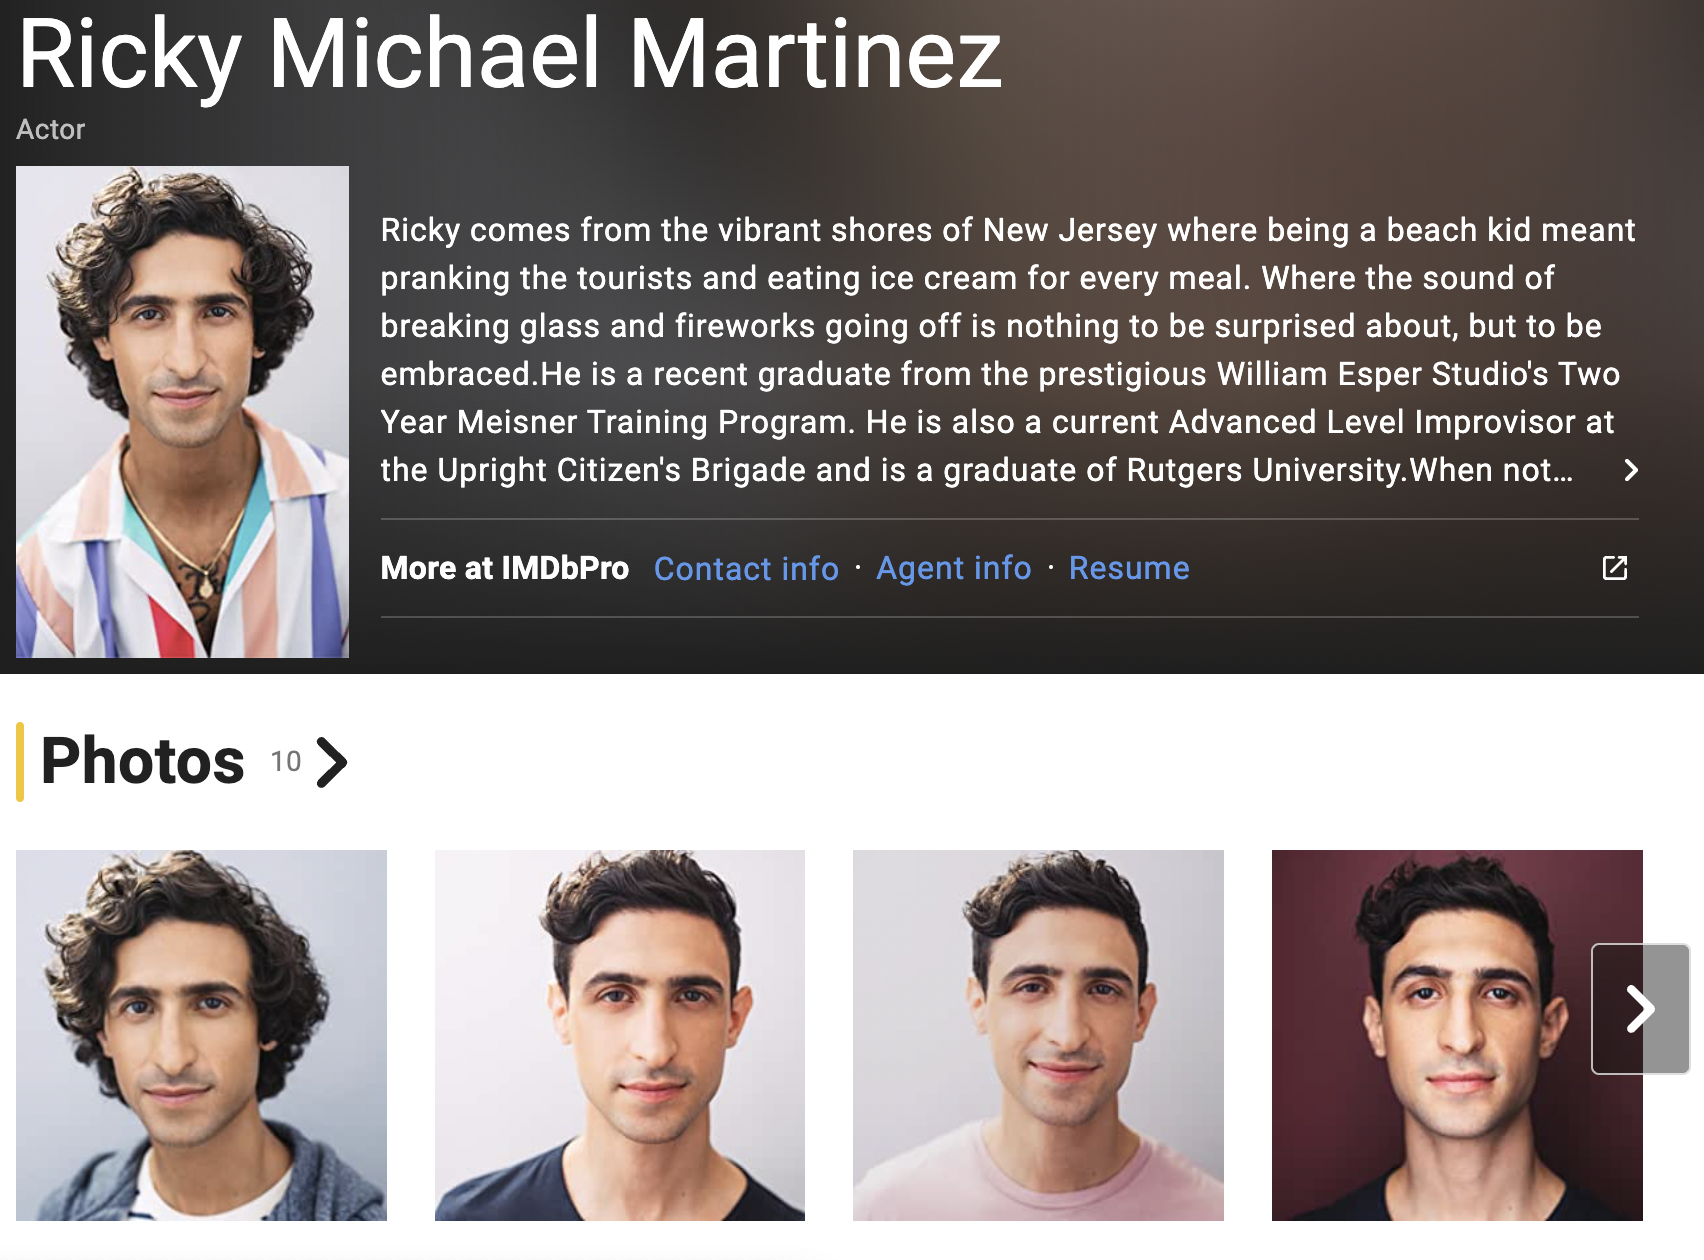 Ricky Michael Martinez
Actor
Ricky comes from the vibrant shores of New Jersey where being a beach kid meant
pranking the tourists and eating ice cream for every meal. Where the sound of
breaking glass and fireworks going off is nothing to be surprised about, but to be
embraced.He is a recent graduate from the prestigious William Esper Studio's Two
Year Meisner Training Program. He is also a current Advanced Level Improvisor at
the Upright Citizen's Brigade and is a graduate of Rutgers University.When not...
More at IMDbPro Contact info · Agent info · Resume
Photos 10